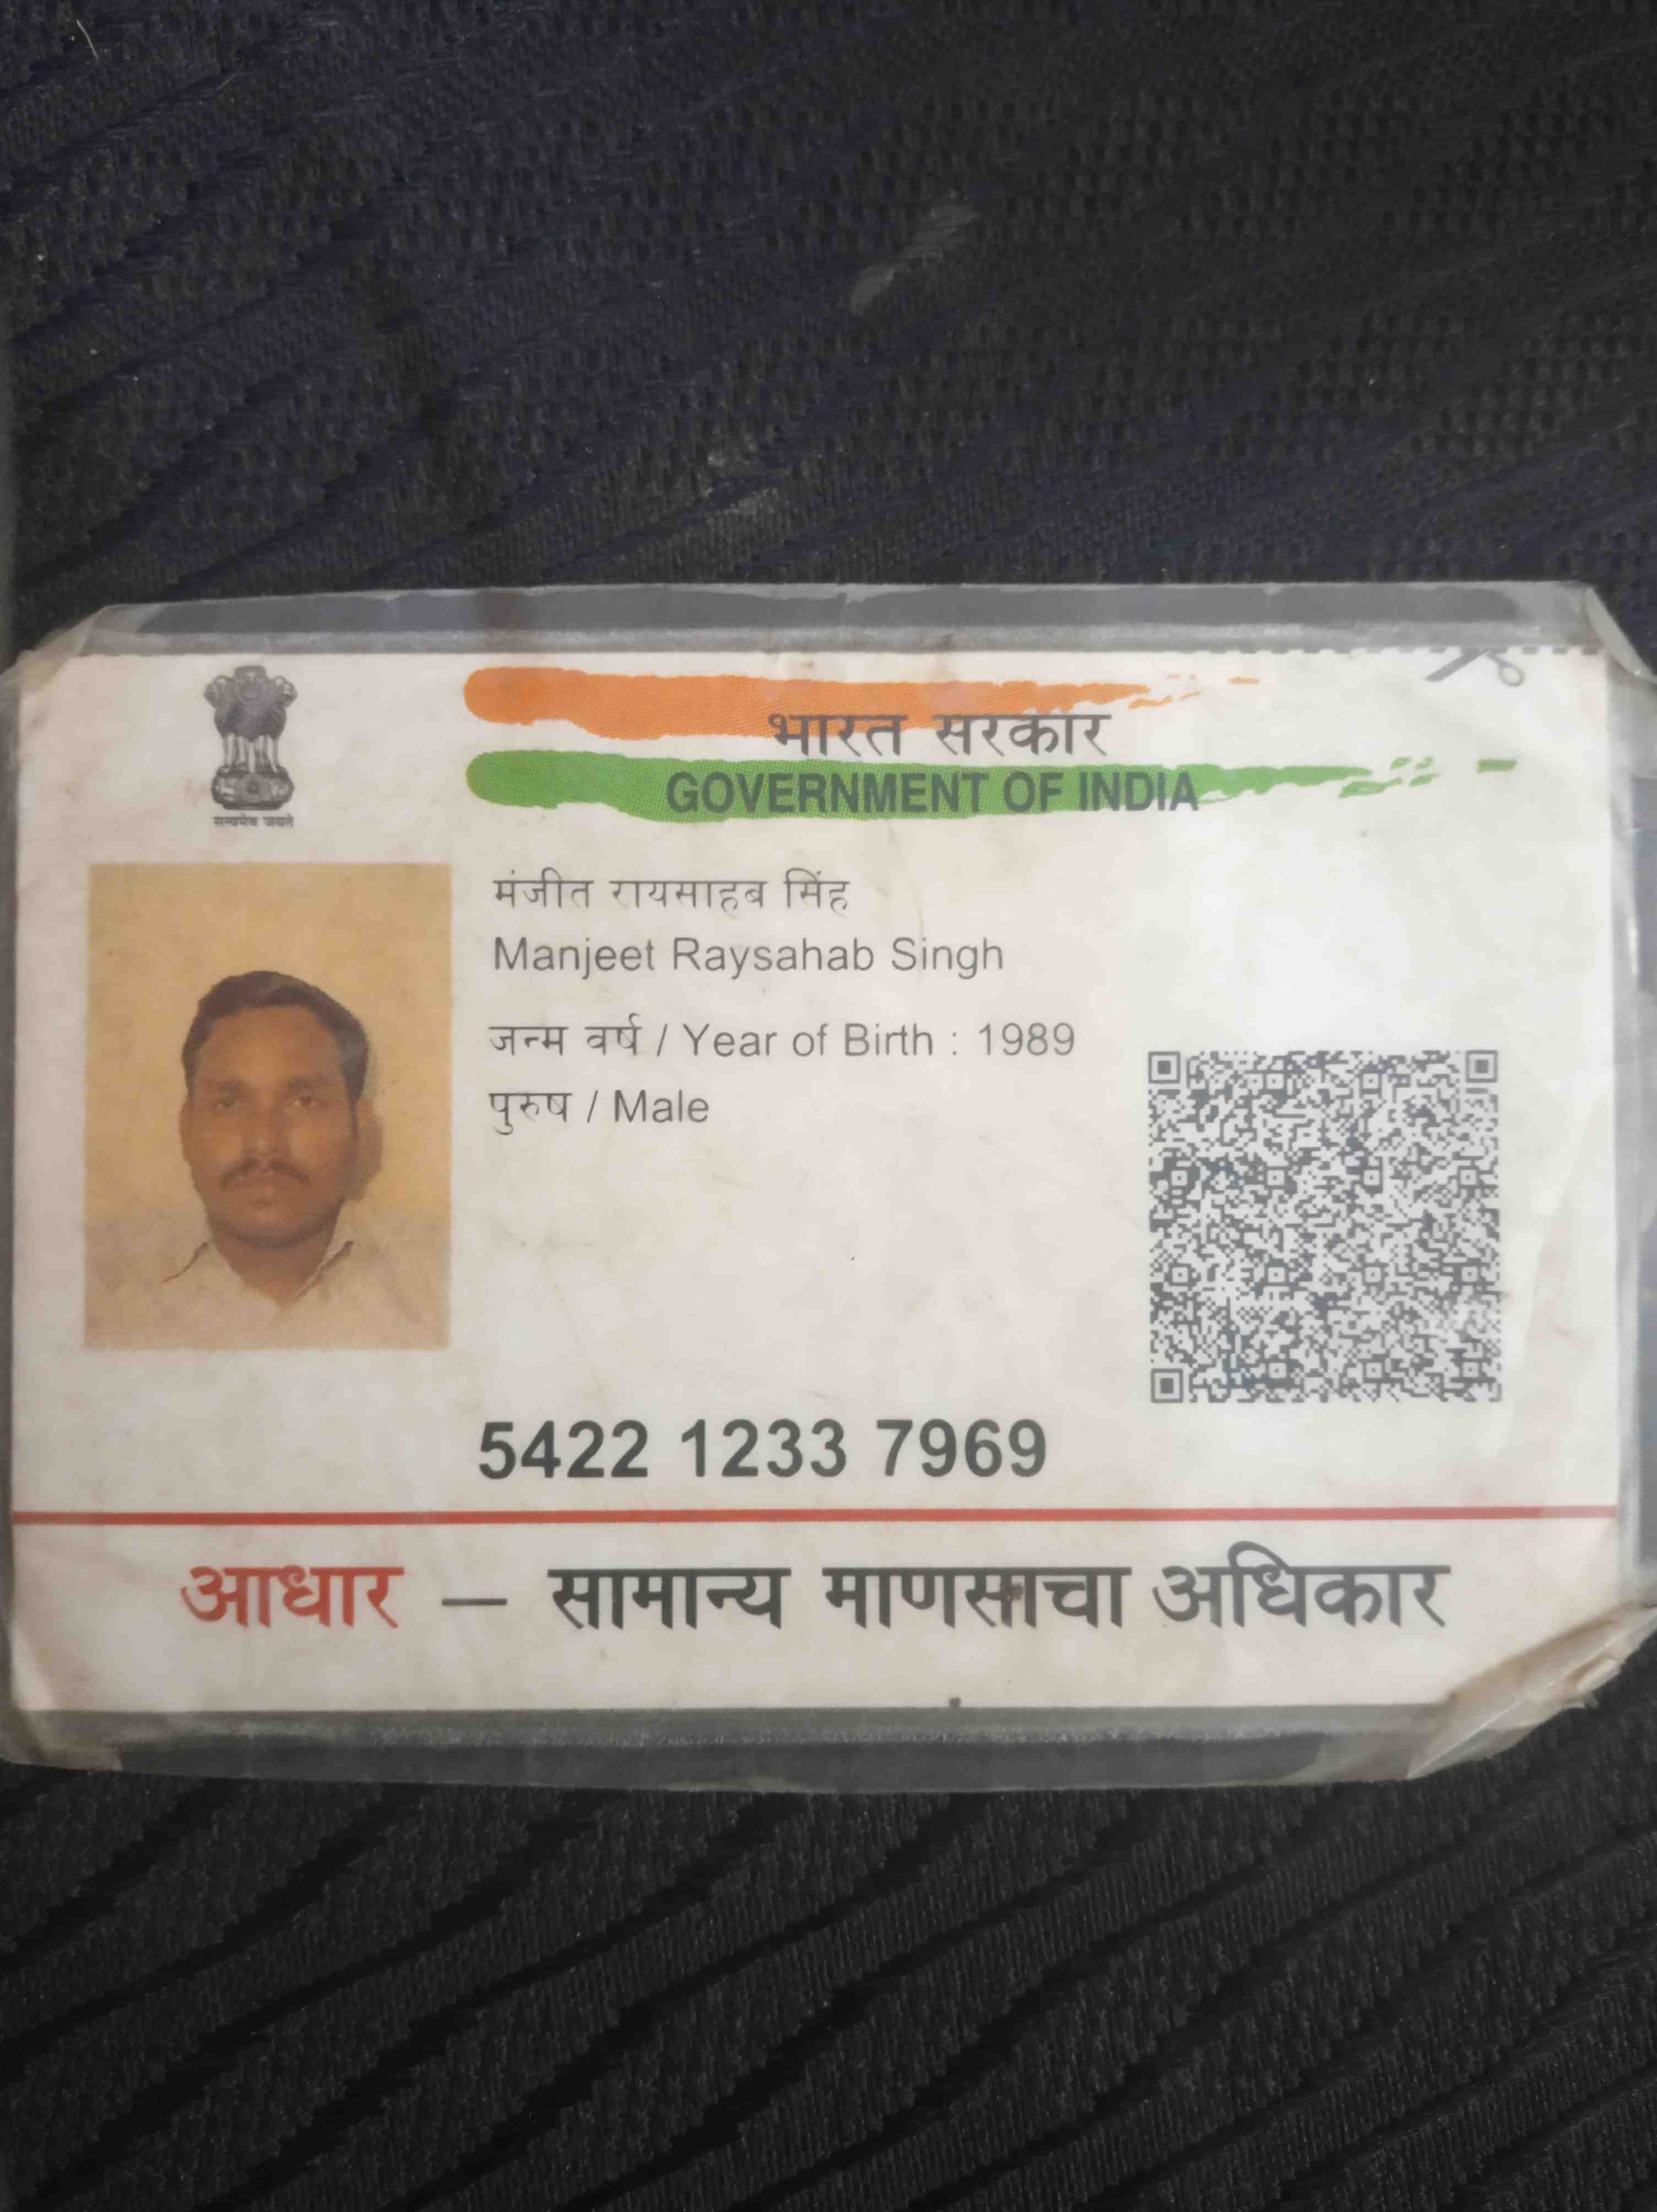 भारत सरकार
GOVERNMENT OF INDIA
सत्यमेव जयते
मंजीत रायसाहब सिंह
Manjeet Raysahab Singh
जन्म वर्ष / Year of Birth : 1989
पुरुष / Male
5422 1233 7969
आधार — सामान्य माणसाचा अधिकार